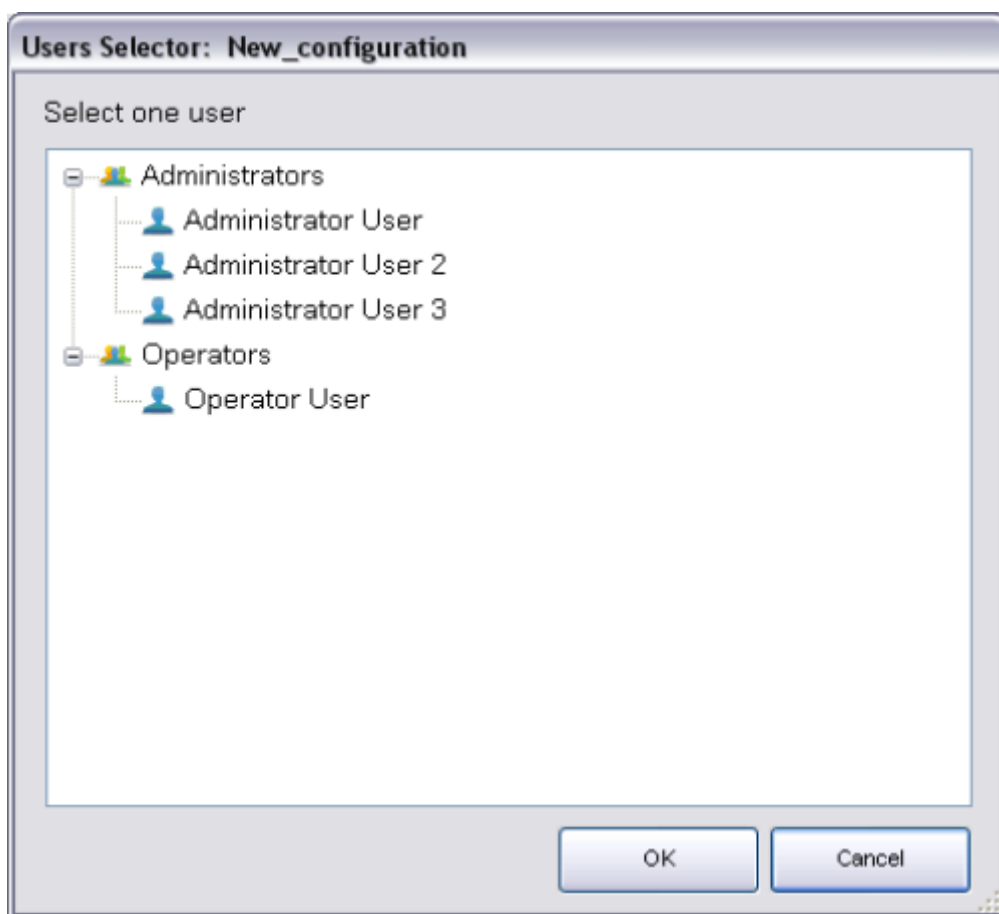 Users Selector: New_configuration
Select one user
Administrators
Administrator User
Administrator User 2
Administrator User 3
Operators
Operator User
OK Cancel